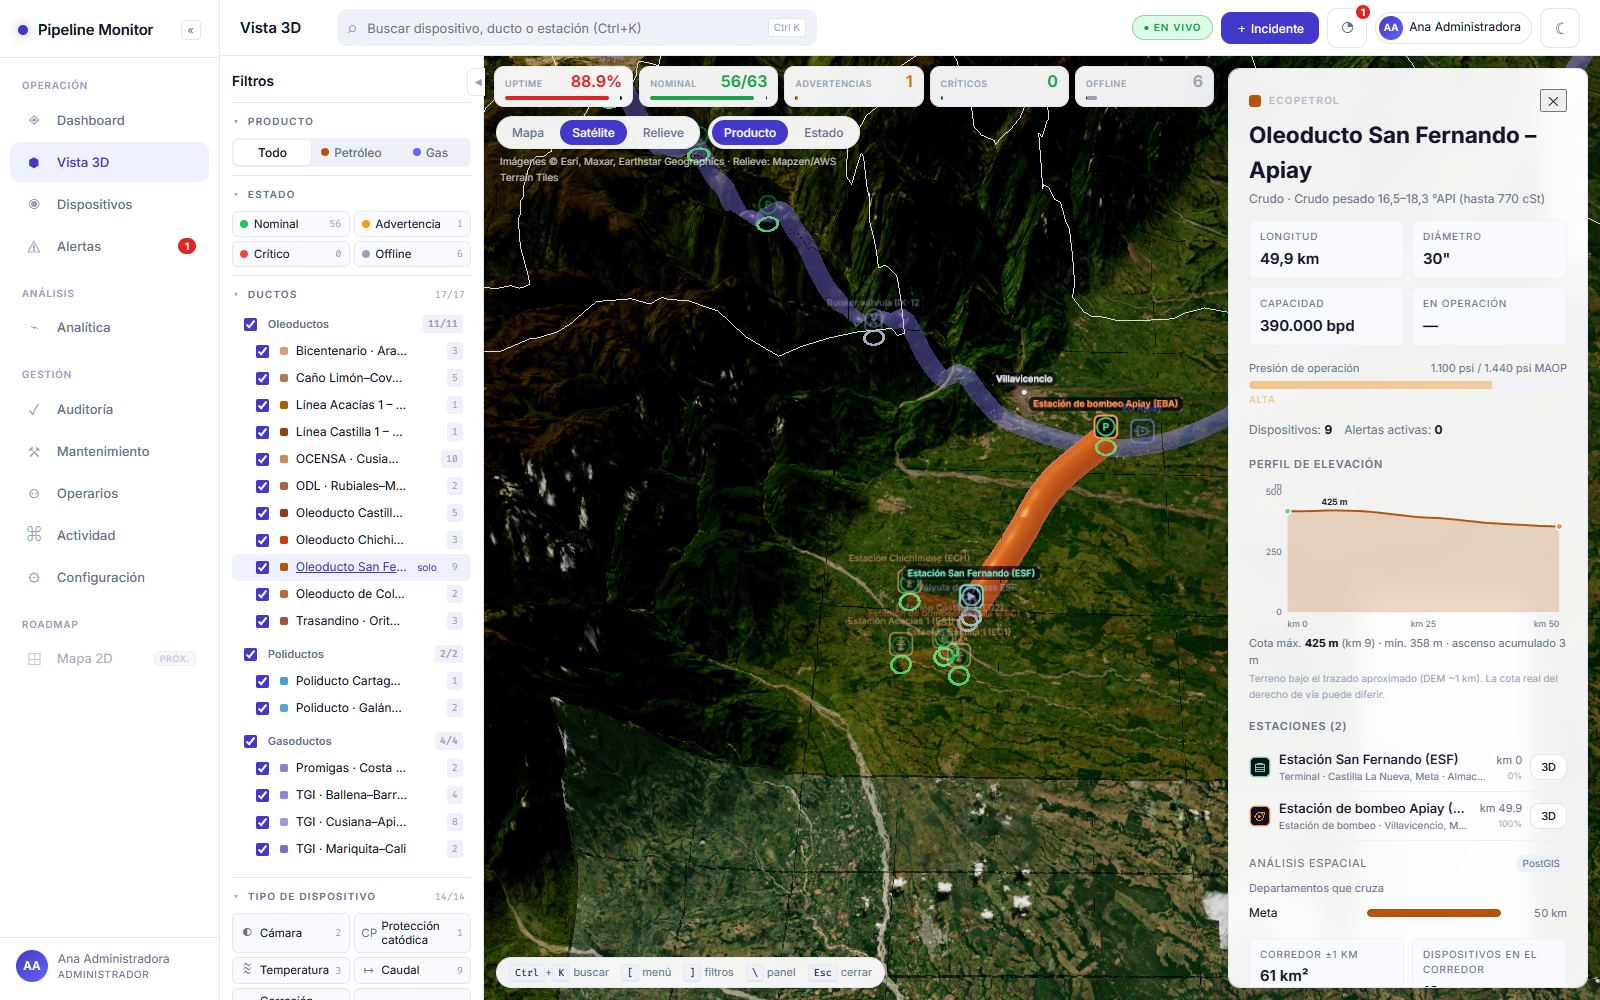 Pipeline Monitor
«
OPERACIÓN
Dashboard
Vista 3D
Dispositivos
Alertas
1
ANÁLISIS
Analítica
GESTIÓN
Auditoría
Mantenimiento
Operarios
Actividad
Configuración
ROADMAP
Mapa 2D
PRÓX.
AA
Ana Administradora
ADMINISTRADOR
Vista 3D
Buscar dispositivo, ducto o estación (Ctrl+K)
Ctrl K
EN VIVO
+ Incidente
1
AA
Ana Administradora
Filtros
PRODUCTO
Todo
Petróleo
Gas
ESTADO
Nominal 56
Advertencia 1
Crítico 0
Offline 6
DUCTOS 17/17
Oleoductos 11/11
Bicentenario · Ara... 3
Caño Limón–Cov... 5
Línea Acacías 1 – ... 1
Línea Castilla 1 – ... 1
OCENSA · Cusia... 10
ODL · Rubiales–M... 2
Oleoducto Castill... 5
Oleoducto Chichi... 3
Oleoducto San Fe... solo 9
Oleoducto de Col... 2
Trasandino · Orit... 3
Poliductos 2/2
Poliducto Cartag... 1
Poliducto · Galán... 2
Gasoductos 4/4
Promigas · Costa ... 2
TGI · Ballena–Barr... 4
TGI · Cusiana–Api... 8
TGI · Mariquita–Cali 2
TIPO DE DISPOSITIVO 14/14
Cámara 2
CP Protección catódica 1
Temperatura 3
Caudal 9
UPTIME 88.9%
NOMINAL 56/63
ADVERTENCIAS 1
CRÍTICOS 0
OFFLINE 6
Mapa
Satélite
Relieve
Producto
Estado
Imágenes © Esri, Maxar, Earthstar Geographics · Relieve: Mapzen/AWS
Terrain Tiles
Bunker válvula BK-12
Villavicencio
Estación de bombeo Apiay (EBA)
P
Estación Chichimene (ECH)
Estación San Fernando (ESF)
Ctrl + K buscar
[ menú
] filtros
\ panel
Esc cerrar
ECOPETROL
Oleoducto San Fernando –
Apiay
Crudo · Crudo pesado 16,5–18,3 °API (hasta 770 cSt)
LONGITUD
49,9 km
DIÁMETRO
30"
CAPACIDAD
390.000 bpd
EN OPERACIÓN
—
Presión de operación
1.100 psi / 1.440 psi MAOP
ALTA
Dispositivos: 9
Alertas activas: 0
PERFIL DE ELEVACIÓN
m
500
425 m
250
0
km 0
km 25
km 50
Cota máx. 425 m (km 9) · mín. 358 m · ascenso acumulado 3
m
Terreno bajo el trazado aproximado (DEM ~1 km). La cota real del
derecho de vía puede diferir.
ESTACIONES (2)
Estación San Fernando (ESF)
km 0
3D
Terminal · Castilla La Nueva, Meta · Almac...
0%
Estación de bombeo Apiay (...
km 49.9
3D
Estación de bombeo · Villavicencio, M...
100%
ANÁLISIS ESPACIAL
PostGIS
Departamentos que cruza
Meta
50 km
CORREDOR ±1 KM
61 km²
DISPOSITIVOS EN EL
CORREDOR